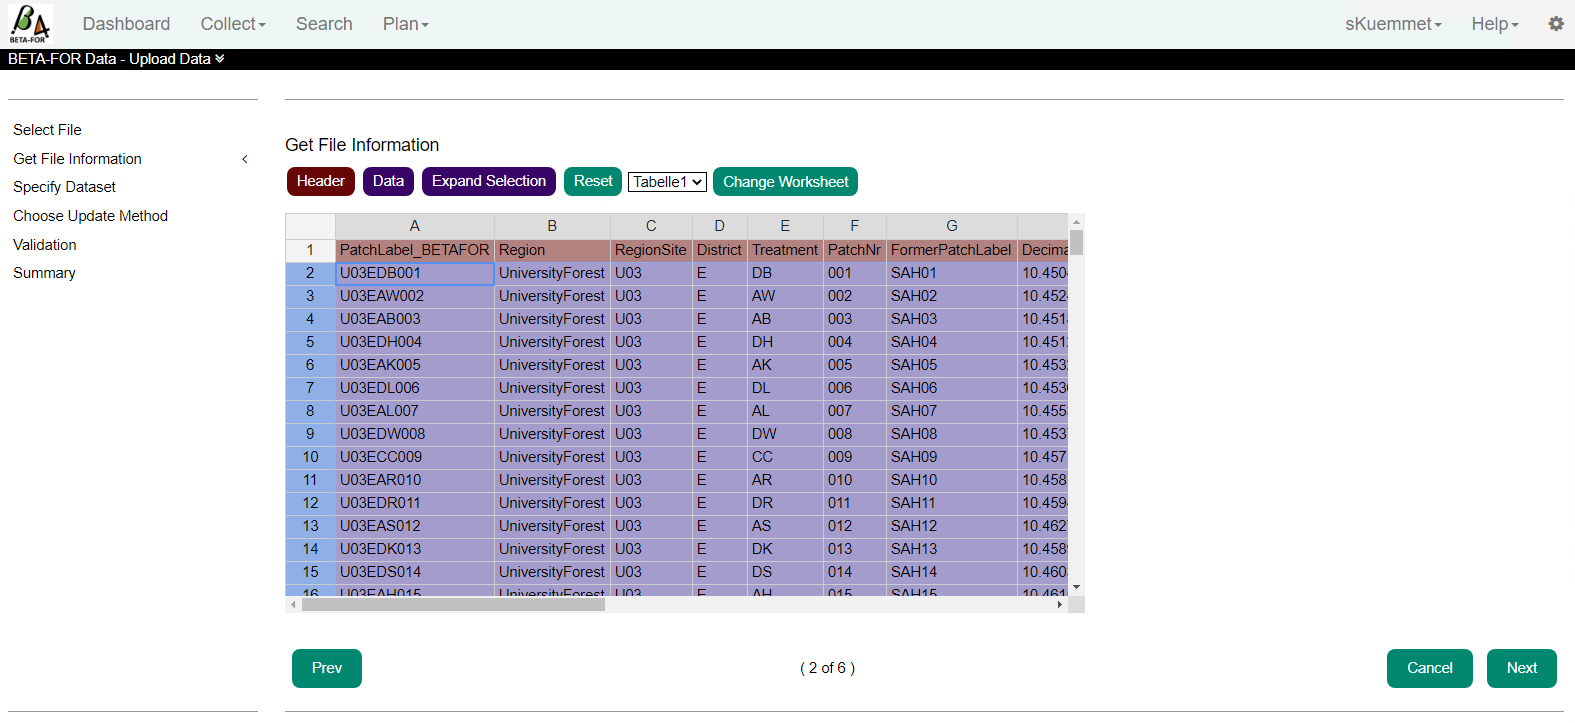 BETA-FOR
Dashboard Collect Search Plan sKuemmet Help
BETA-FOR Data - Upload Data
Select File
Get File Information
Specify Dataset
Choose Update Method
Validation
Summary
Get File Information
Header Data Expand Selection Reset Tabelle1 Change Worksheet
A B C D E F G
1 PatchLabel_BETAFOR Region RegionSite District Treatment PatchNr FormerPatchLabel Decima
2 U03EDB001 UniversityForest U03 E DB 001 SAH01 10.450
3 U03EAW002 UniversityForest U03 E AW 002 SAH02 10.452
4 U03EAB003 UniversityForest U03 E AB 003 SAH03 10.451
5 U03EDH004 UniversityForest U03 E DH 004 SAH04 10.451
6 U03EAK005 UniversityForest U03 E AK 005 SAH05 10.453
7 U03EDL006 UniversityForest U03 E DL 006 SAH06 10.453
8 U03EAL007 UniversityForest U03 E AL 007 SAH07 10.455
9 U03EDW008 UniversityForest U03 E DW 008 SAH08 10.453
10 U03ECC009 UniversityForest U03 E CC 009 SAH09 10.457
11 U03EAR010 UniversityForest U03 E AR 010 SAH10 10.458
12 U03EDR011 UniversityForest U03 E DR 011 SAH11 10.459
13 U03EAS012 UniversityForest U03 E AS 012 SAH12 10.462
14 U03EDK013 UniversityForest U03 E DK 013 SAH13 10.458
15 U03EDS014 UniversityForest U03 E DS 014 SAH14 10.460
16 U03EAH015 UniversityForest U03 E AH 015 SAH15 10.461
Prev ( 2 of 6 ) Cancel Next